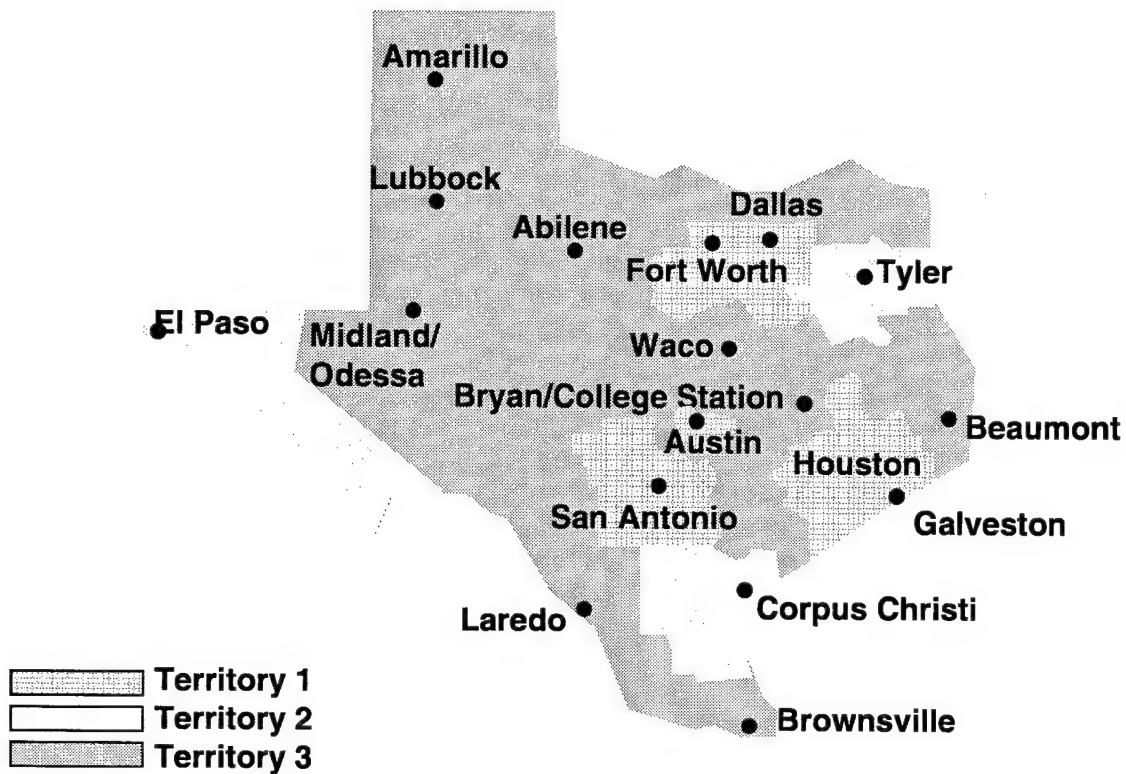 Amarillo
Lubbock
Dallas
Abilene
Fort Worth
Tyler
El Paso
Midland/
Odessa
Waco
Bryan/College Station
Austin
Beaumont
Houston
San Antonio
Galveston
Corpus Christi
Laredo
Territory 1
Territory 2
Brownsville
Territory 3